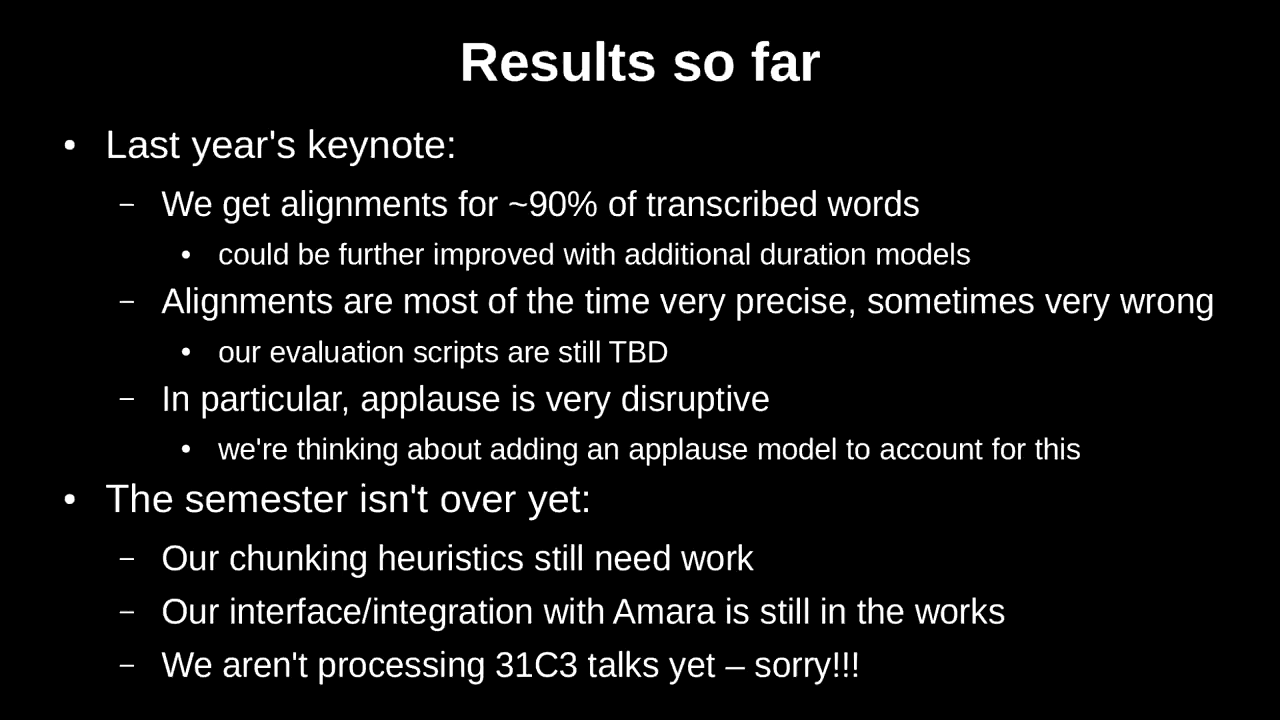 Results so far
• Last year's keynote:
– We get alignments for ~90% of transcribed words
• could be further improved with additional duration models
– Alignments are most of the time very precise, sometimes very wrong
• our evaluation scripts are still TBD
– In particular, applause is very disruptive
• we're thinking about adding an applause model to account for this
• The semester isn't over yet:
– Our chunking heuristics still need work
– Our interface/integration with Amara is still in the works
– We aren't processing 31C3 talks yet – sorry!!!